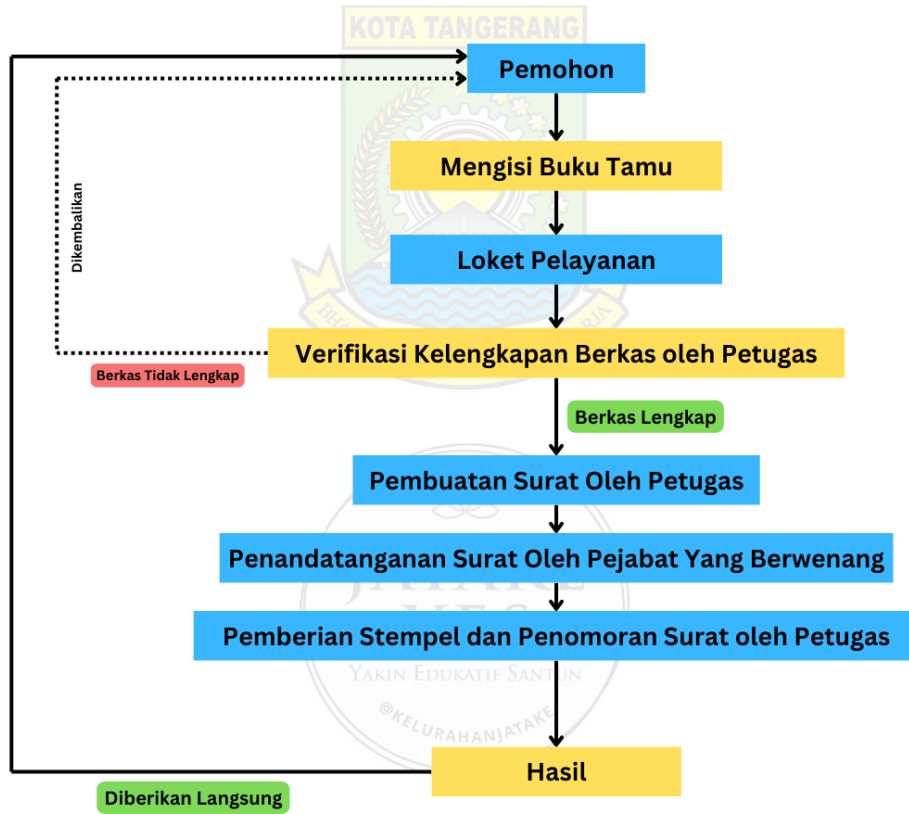 KOTA TANGERANG
Pemohon
Mengisi Buku Tamu
Dikembalikan
Loket Pelayanan
Verifikasi Kelengkapan Berkas oleh Petugas
Berkas Tidak Lengkap
Berkas Lengkap
Pembuatan Surat Oleh Petugas
Penandatanganan Surat Oleh Pejabat Yang Berwenang
Pemberian Stempel dan Penomoran Surat oleh Petugas
YAKIN EDUKATIF SANTUN
@KELURAHANJATAKE
Hasil
Diberikan Langsung